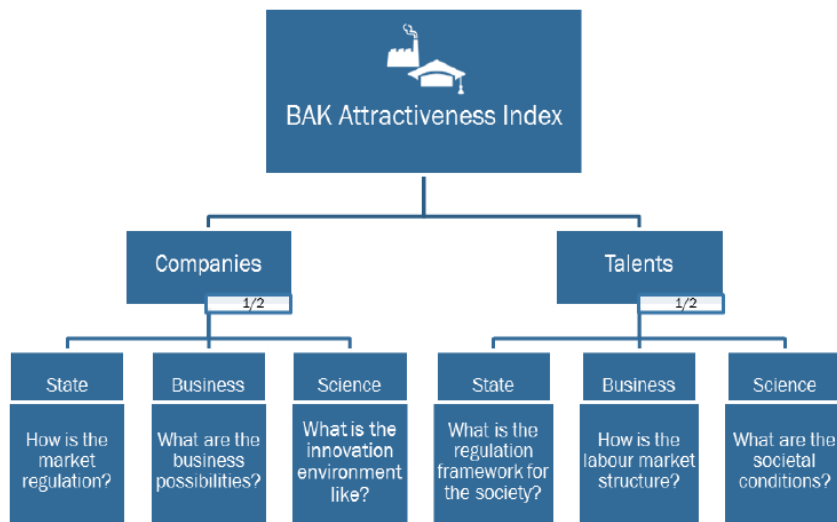 BAK Attractiveness Index
Companies
1/2
Talents
1/2
State
How is the
market
regulation?
Business
What are the
business
possibilities?
Science
What is the
innovation
environment
like?
State
What is the
regulation
framework for
the society?
Business
How is the
labour market
structure?
Science
What are the
societal
conditions?